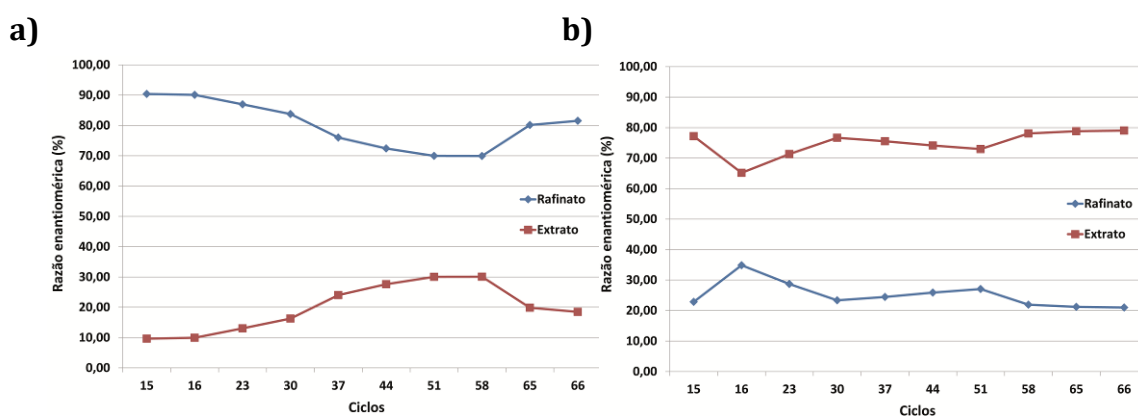 a)
Razão enantiomérica (%)
100,00
90,00
80,00
70,00
60,00
50,00
40,00
30,00
20,00
10,00
0,00
15 16 23 30 37 44 51 58 65 66
Ciclos
Rafinato
Extrato
b)
Razão enantiomérica (%)
100,00
90,00
80,00
70,00
60,00
50,00
40,00
30,00
20,00
10,00
0,00
15 16 23 30 37 44 51 58 65 66
Ciclos
Rafinato
Extrato